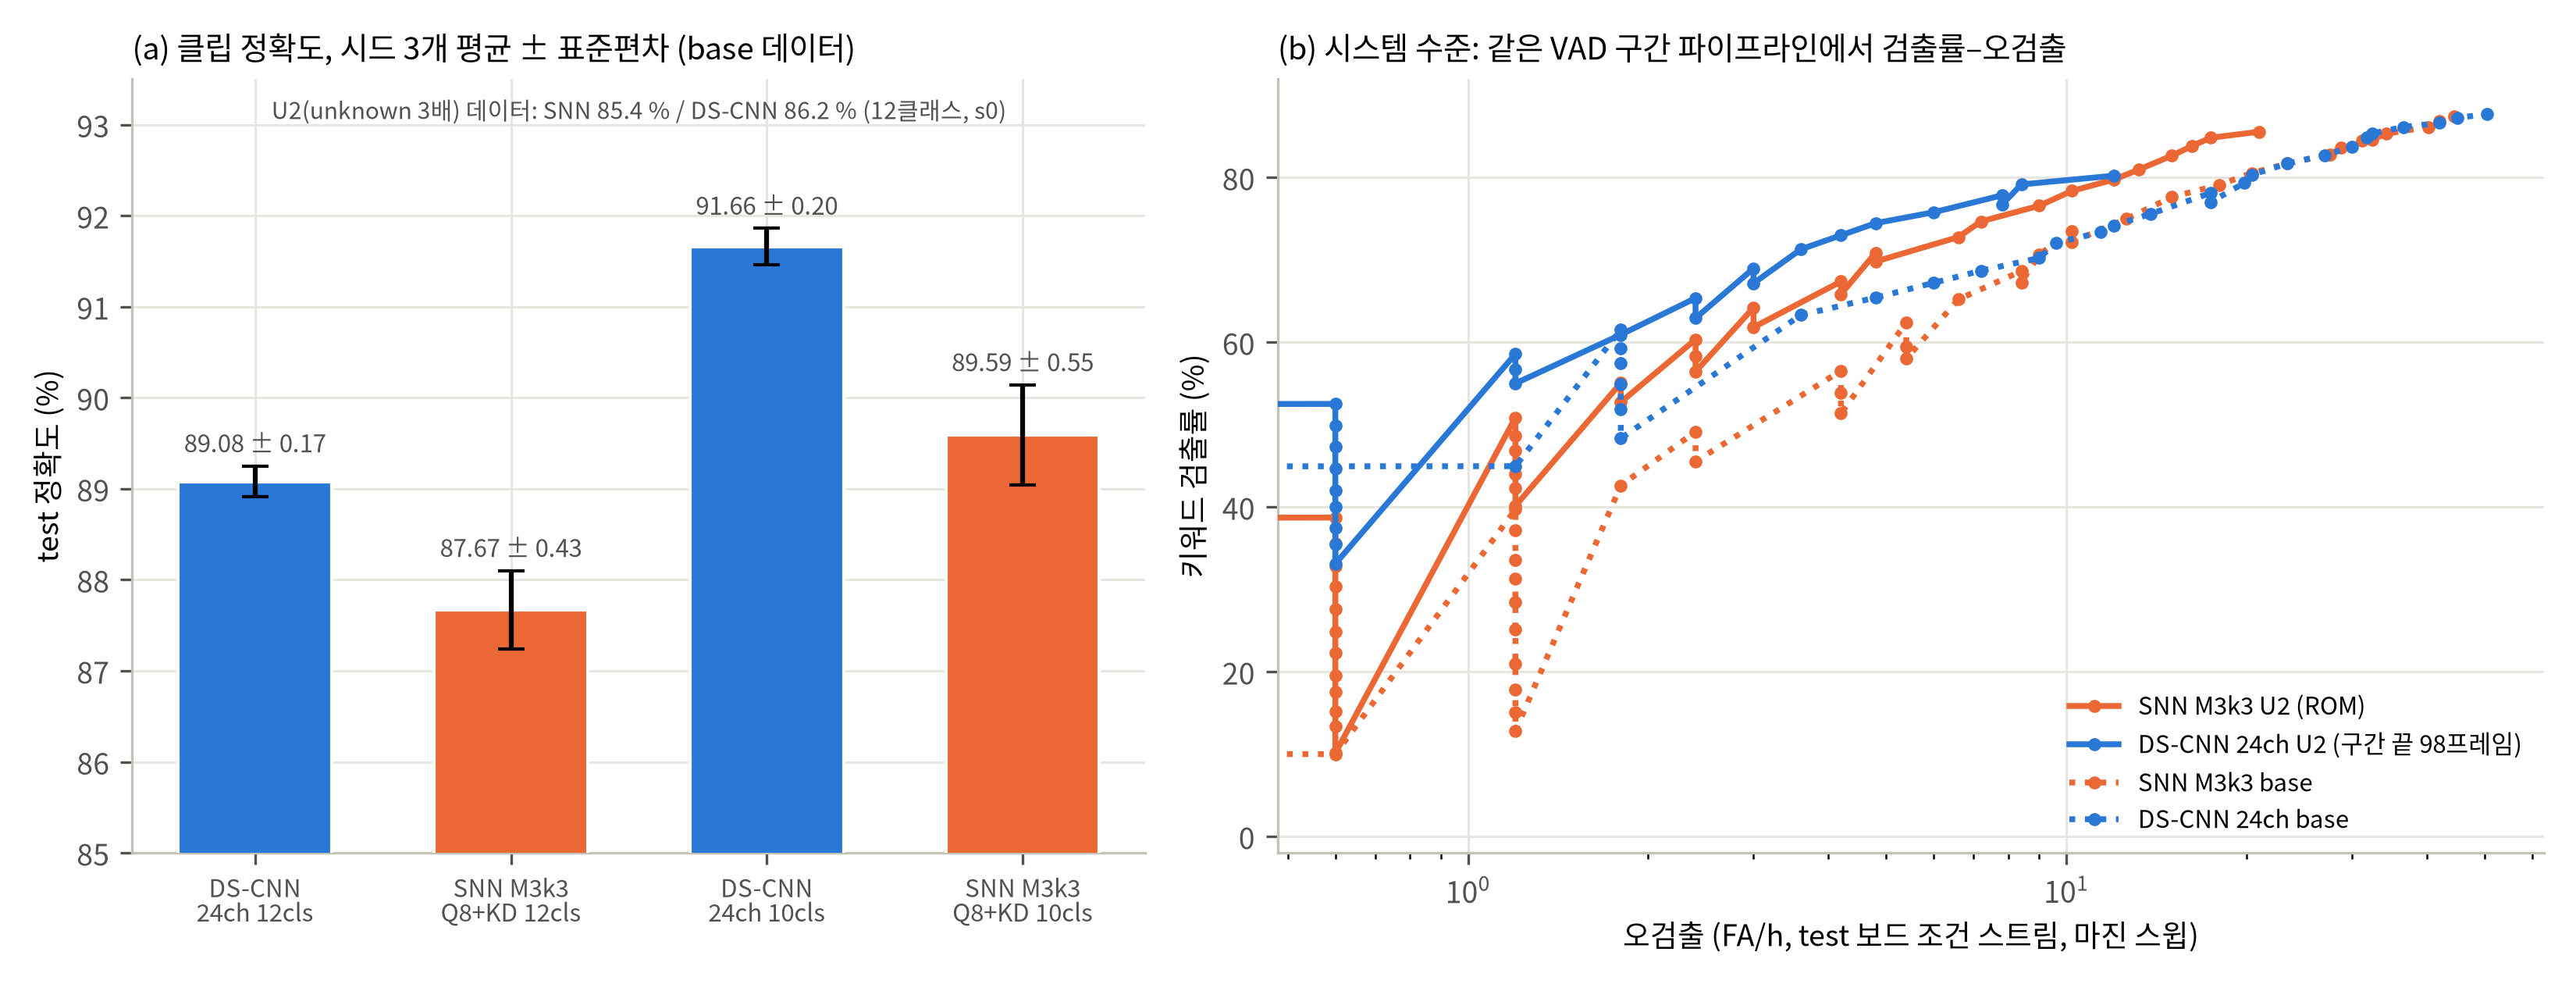 (a) 클립 정확도, 시드 3개 평균 ± 표준편차 (base 데이터)
U2(unknown 3배) 데이터: SNN 85.4 % / DS-CNN 86.2 % (12클래스, s0)
test 정확도 (%)
93
92
91
90
89
88
87
86
85
89.08 ± 0.17
87.67 ± 0.43
91.66 ± 0.20
89.59 ± 0.55
DS-CNN
24ch 12cls
SNN M3k3
Q8+KD 12cls
DS-CNN
24ch 10cls
SNN M3k3
Q8+KD 10cls
(b) 시스템 수준: 같은 VAD 구간 파이프라인에서 검출률–오검출
키워드 검출률 (%)
80
60
40
20
0
SNN M3k3 U2 (ROM)
DS-CNN 24ch U2 (구간 끝 98프레임)
SNN M3k3 base
DS-CNN 24ch base
10⁰
10¹
오검출 (FA/h, test 보드 조건 스트림, 마진 스윕)